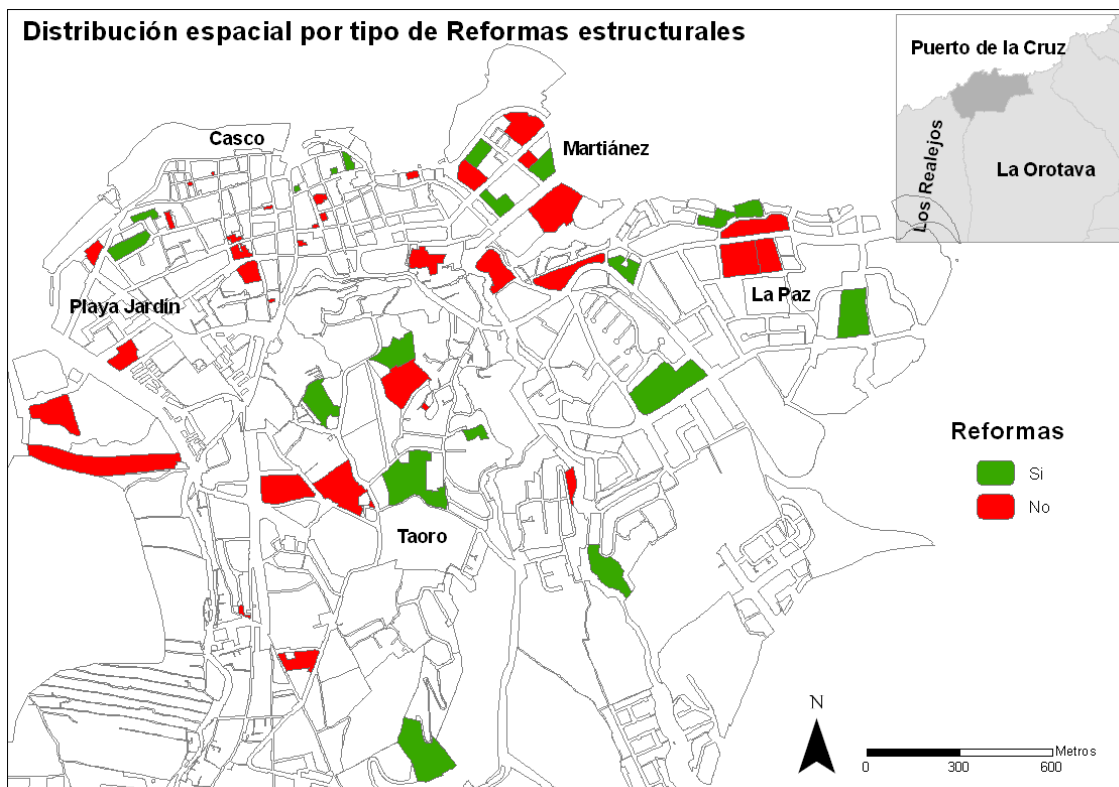 Distribución espacial por tipo de Reformas estructurales
Puerto de la Cruz
Los Realejos
La Orotava
Casco
Martiánez
Playa Jardín
La Paz
Taoro
Reformas
Si
No
N
Metros
0 300 600